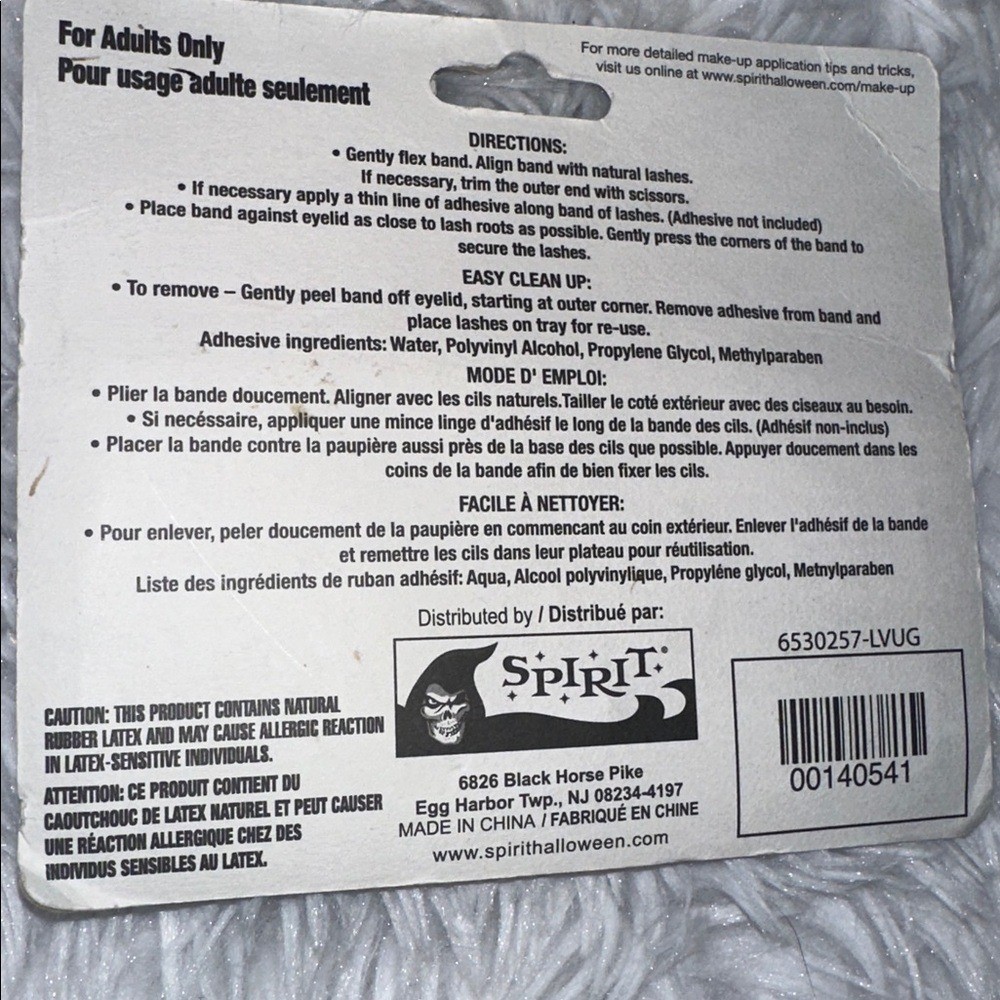 For Adults Only
Pour usage adulte seulement
For more detailed make-up application tips and tricks,
visit us online at www.spirithalloween.com/make-up
DIRECTIONS:
• Gently flex band. Align band with natural lashes.
If necessary, trim the outer end with scissors.
• If necessary apply a thin line of adhesive along band of lashes. (Adhesive not included)
• Place band against eyelid as close to lash roots as possible. Gently press the corners of the band to
secure the lashes.
EASY CLEAN UP:
• To remove – Gently peel band off eyelid, starting at outer corner. Remove adhesive from band and
place lashes on tray for re-use.
Adhesive ingredients: Water, Polyvinyl Alcohol, Propylene Glycol, Methylparaben
MODE D' EMPLOI:
• Plier la bande doucement. Aligner avec les cils naturels.Tailler le coté extérieur avec des ciseaux au besoin.
• Si necéssaire, appliquer une mince linge d'adhésif le long de la bande des cils. (Adhésif non-inclus)
• Placer la bande contre la paupière aussi près de la base des cils que possible. Appuyer doucement dans les
coins de la bande afin de bien fixer les cils.
FACILE À NETTOYER:
• Pour enlever, peler doucement de la paupière en commencant au coin extérieur. Enlever l'adhésif de la bande
et remettre les cils dans leur plateau pour réutilisation.
Liste des ingrédients de ruban adhésif: Aqua, Alcool polyvinylique, Propyléne glycol, Metnylparaben
Distributed by / Distribué par:
SPIRIT®
6826 Black Horse Pike
Egg Harbor Twp., NJ 08234-4197
MADE IN CHINA / FABRIQUÉ EN CHINE
www.spirithalloween.com
CAUTION: THIS PRODUCT CONTAINS NATURAL
RUBBER LATEX AND MAY CAUSE ALLERGIC REACTION
IN LATEX-SENSITIVE INDIVIDUALS.
ATTENTION: CE PRODUIT CONTIENT DU
CAOUTCHOUC DE LATEX NATUREL ET PEUT CAUSER
UNE RÉACTION ALLERGIQUE CHEZ DES
INDIVIDUS SENSIBLES AU LATEX.
6530257-LVUG
00140541